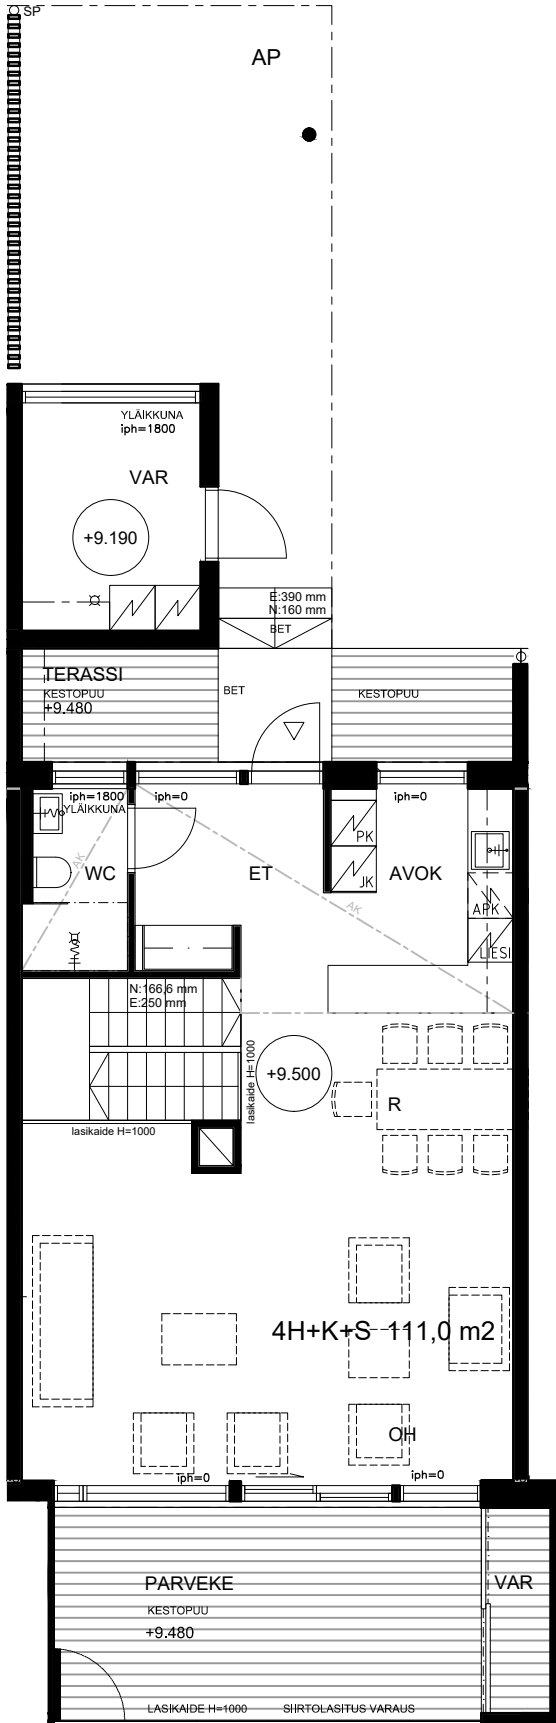 SP
AP
YLÄIKKUNA
iph=1800
VAR
+9.190
E:390 mm
N:160 mm
BET
TERASSI
KESTOPUU
+9.480
BET
KESTOPUU
iph=1800
YLÄIKKUNA
iph=0
iph=0
PK
JK
WC
ET
AVOK
AK
AK
APK
LIESI
N:166,6 mm
E:250 mm
lasikaide H=1000
+9.500
lasikaide H=1000
R
4H+K+S 111,0 m2
OH
iph=0
iph=0
PARVEKE
VAR
KESTOPUU
+9.480
LASIKAIDE H=1000
SIIRTOLASITUS VARAUS